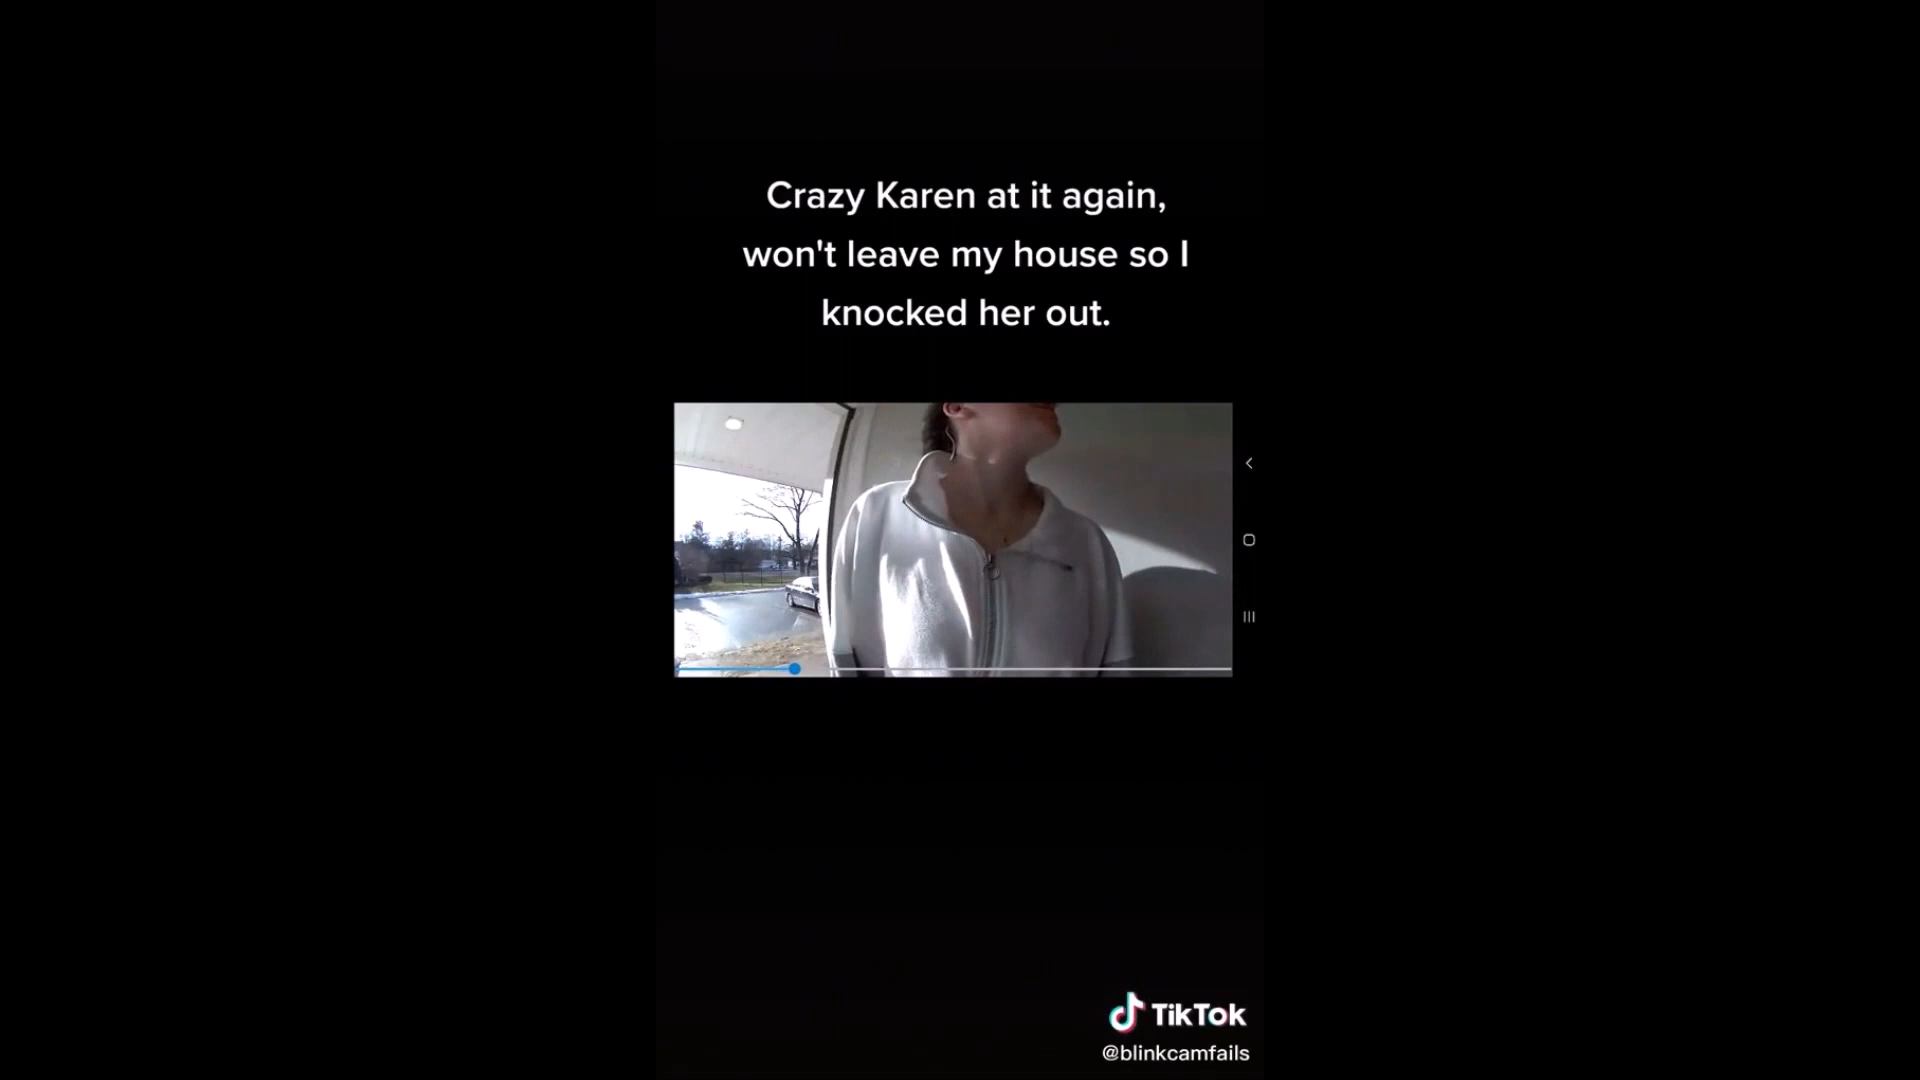 Crazy Karen at it again,
won't leave my house so I
knocked her out.
TikTok
@blinkcamfails